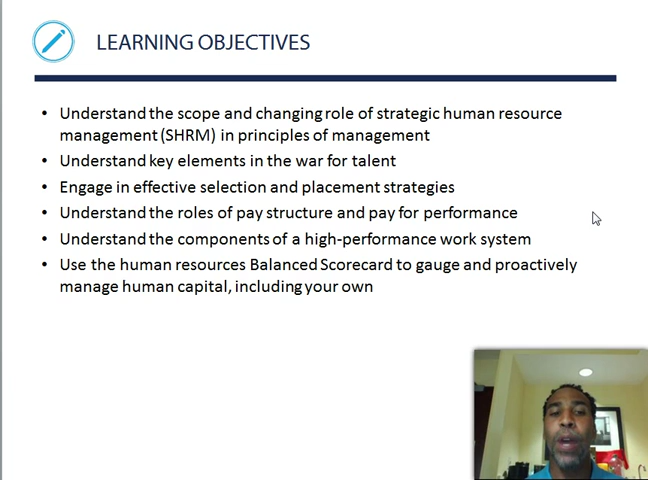 LEARNING OBJECTIVES
• Understand the scope and changing role of strategic human resource
management (SHRM) in principles of management
• Understand key elements in the war for talent
• Engage in effective selection and placement strategies
• Understand the roles of pay structure and pay for performance
• Understand the components of a high-performance work system
• Use the human resources Balanced Scorecard to gauge and proactively
manage human capital, including your own